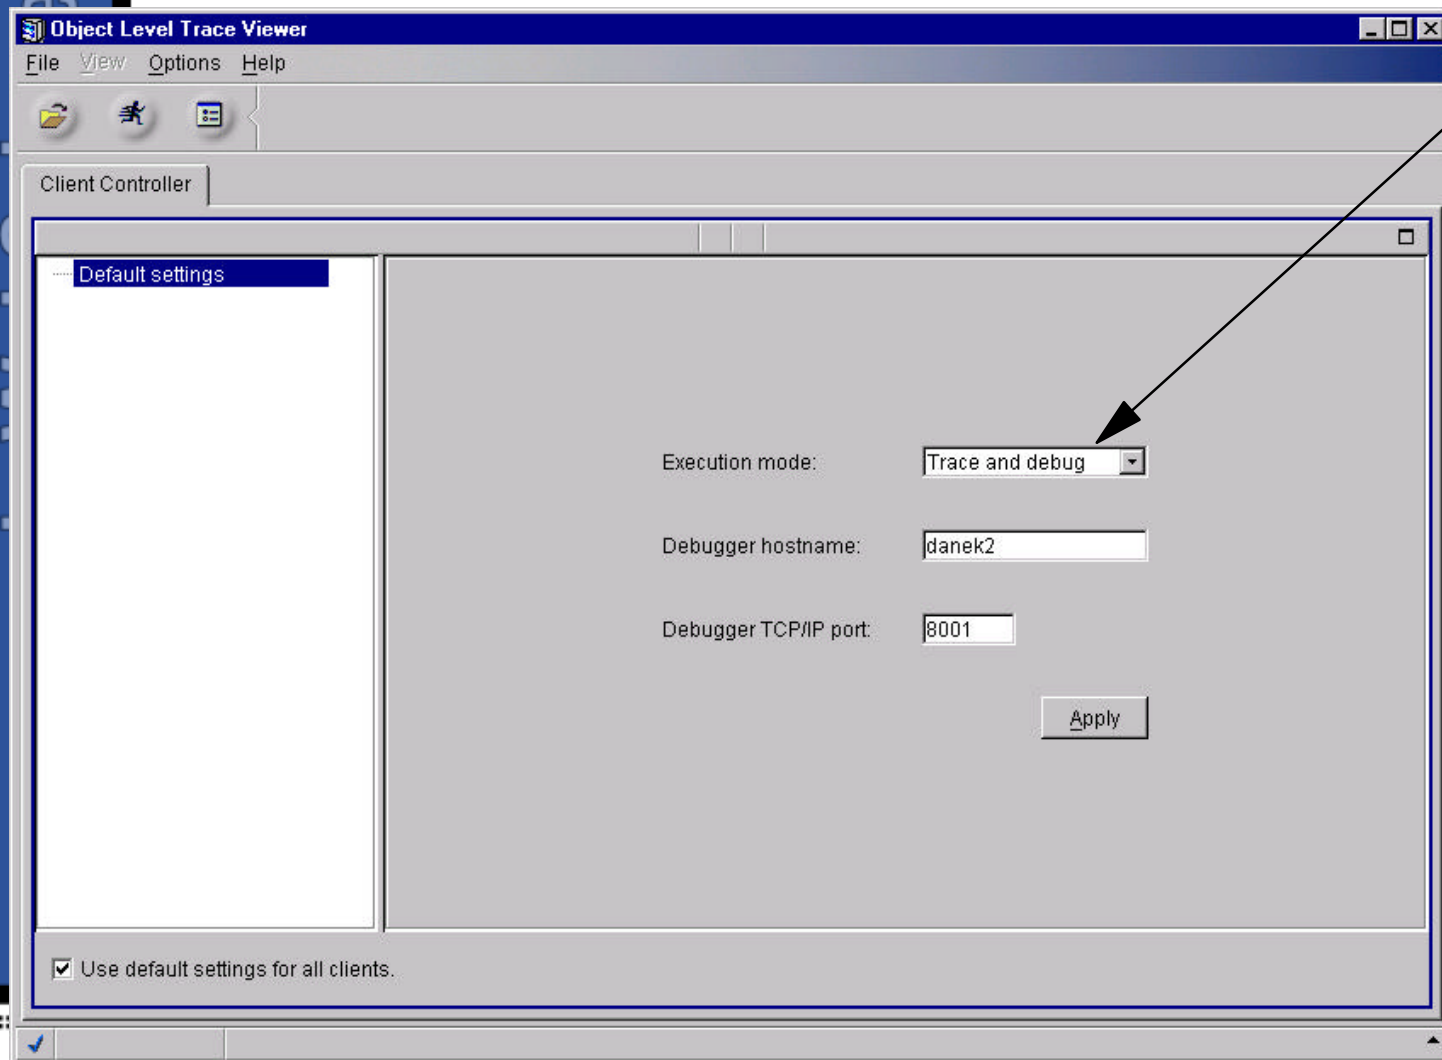 Object Level Trace Viewer
File View Options Help
Client Controller
Default settings
Execution mode: Trace and debug
Debugger hostname: danek2
Debugger TCP/IP port: 8001
Apply
Use default settings for all clients.